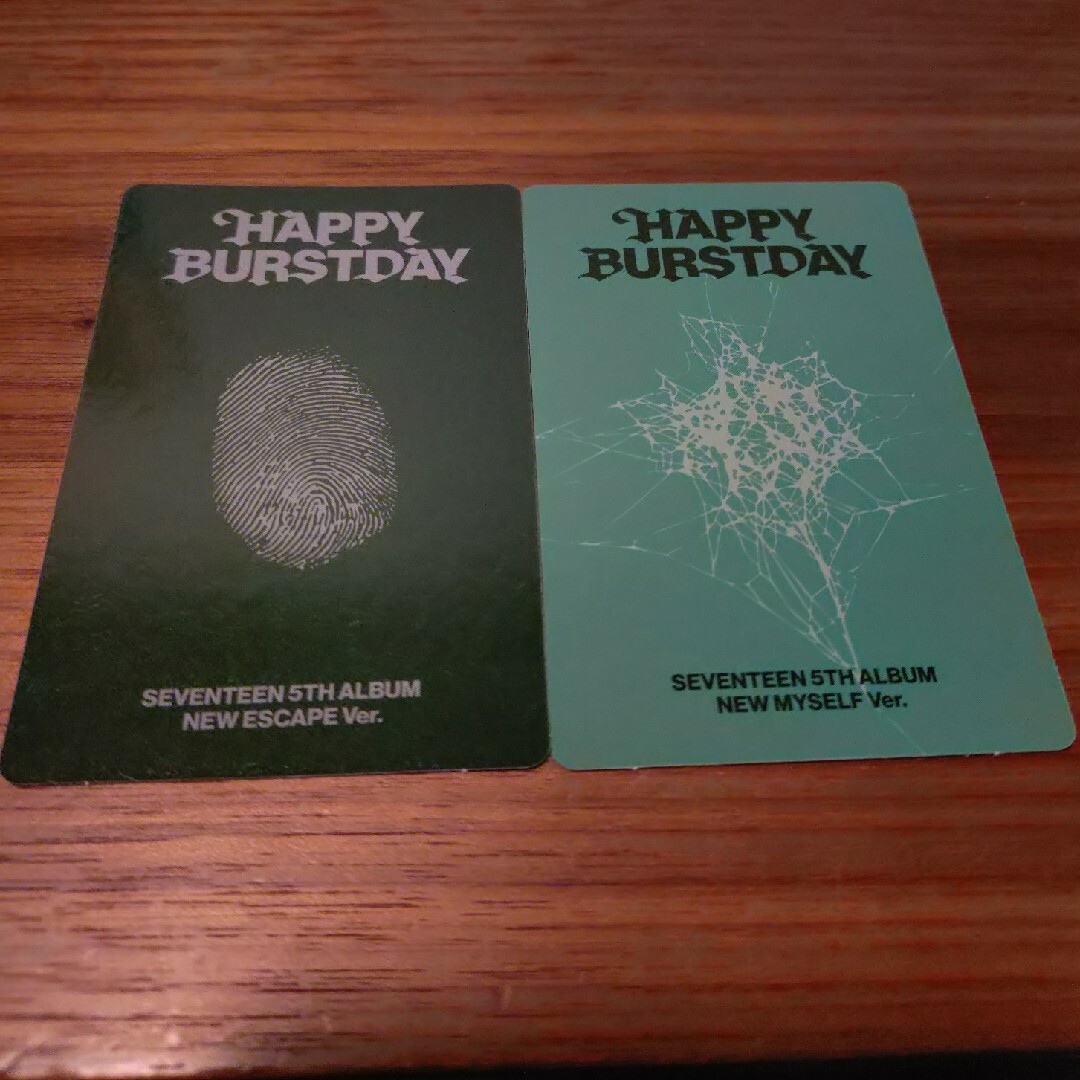 HAPPY
BURSTDAY
SEVENTEEN 5TH ALBUM
NEW ESCAPE Ver.
HAPPY
BURSTDAY
SEVENTEEN 5TH ALBUM
NEW MYSELF Ver.